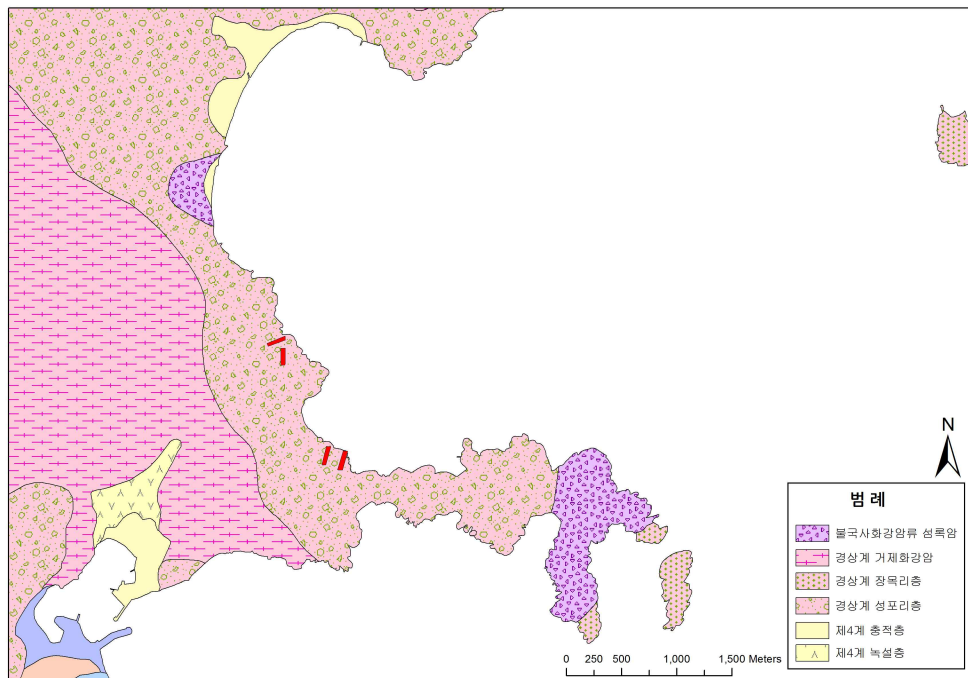 N
범 례
불국사화강암류 섬록암
경상계 거제화강암
경상계 장목리층
경상계 성포리층
제4계 충적층
제4계 녹설층
0 250 500 1,000 1,500 Meters